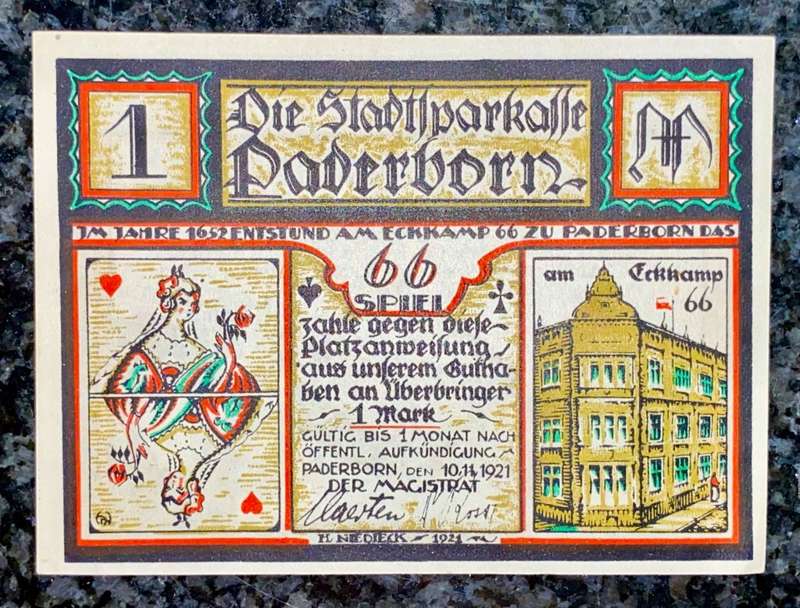 1
Die Stadtsparkasse
Paderborn
M
IM JAHRE 1652 ENTSTUND AM ECKKAMP 66 ZU PADERBORN DAS
66
SPIEL
zahle gegen diese
Platzanweisung
aus unserem Gutha-
ben an Überbringer
1 Mark
GÜLTIG BIS 1 MONAT NACH
ÖFFENTL. AUFKÜNDIGUNG
PADERBORN, DEN 10.11.1921
DER MAGISTRAT
am Eckkamp
66
H. NIEDIECK 1921